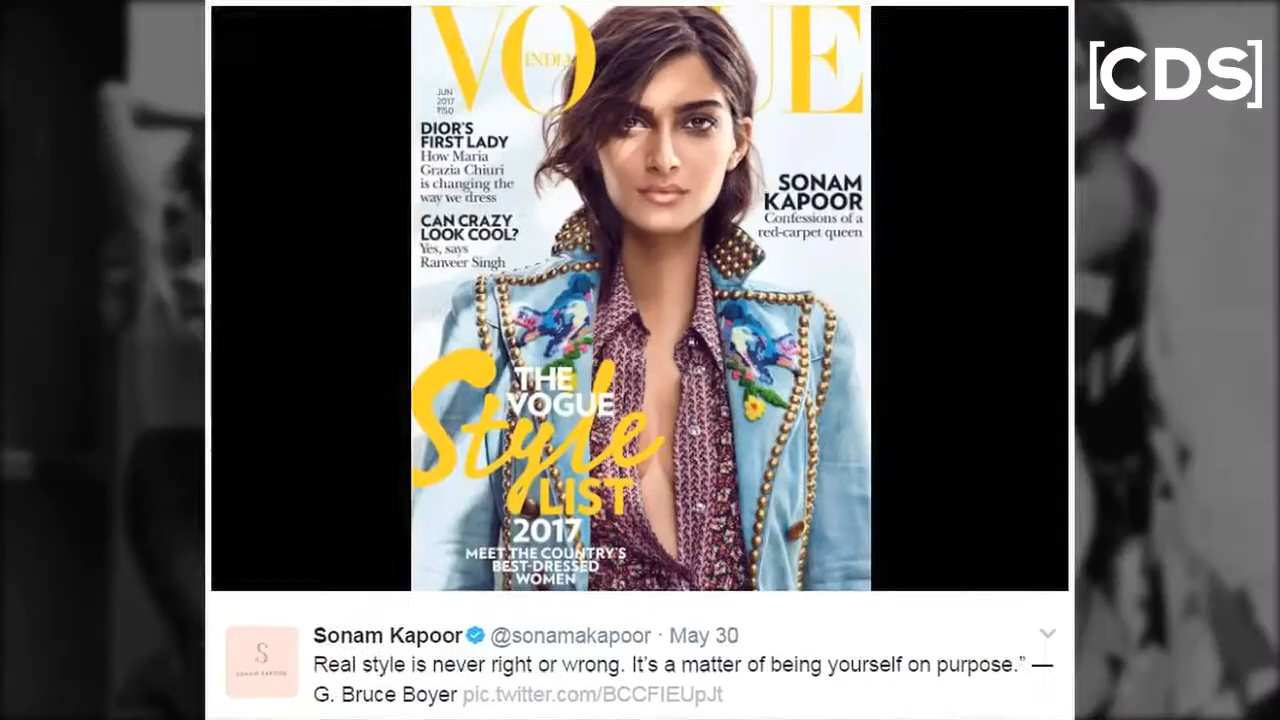 VOGUE
INDIA
JUN
2017
₹150
DIOR'S
FIRST LADY
How Maria
Grazia Chiuri
is changing the
way we dress
CAN CRAZY
LOOK COOL?
Yes, says
Ranveer Singh
SONAM
KAPOOR
Confessions of a
red-carpet queen
THE
VOGUE
Style
LIST
2017
MEET THE COUNTRY'S
BEST-DRESSED
WOMEN
[CDS]
S
SONAM KAPOOR
Sonam Kapoor @sonamakapoor · May 30
Real style is never right or wrong. It's a matter of being yourself on purpose.” —
G. Bruce Boyer pic.twitter.com/BCCFIEUpJt